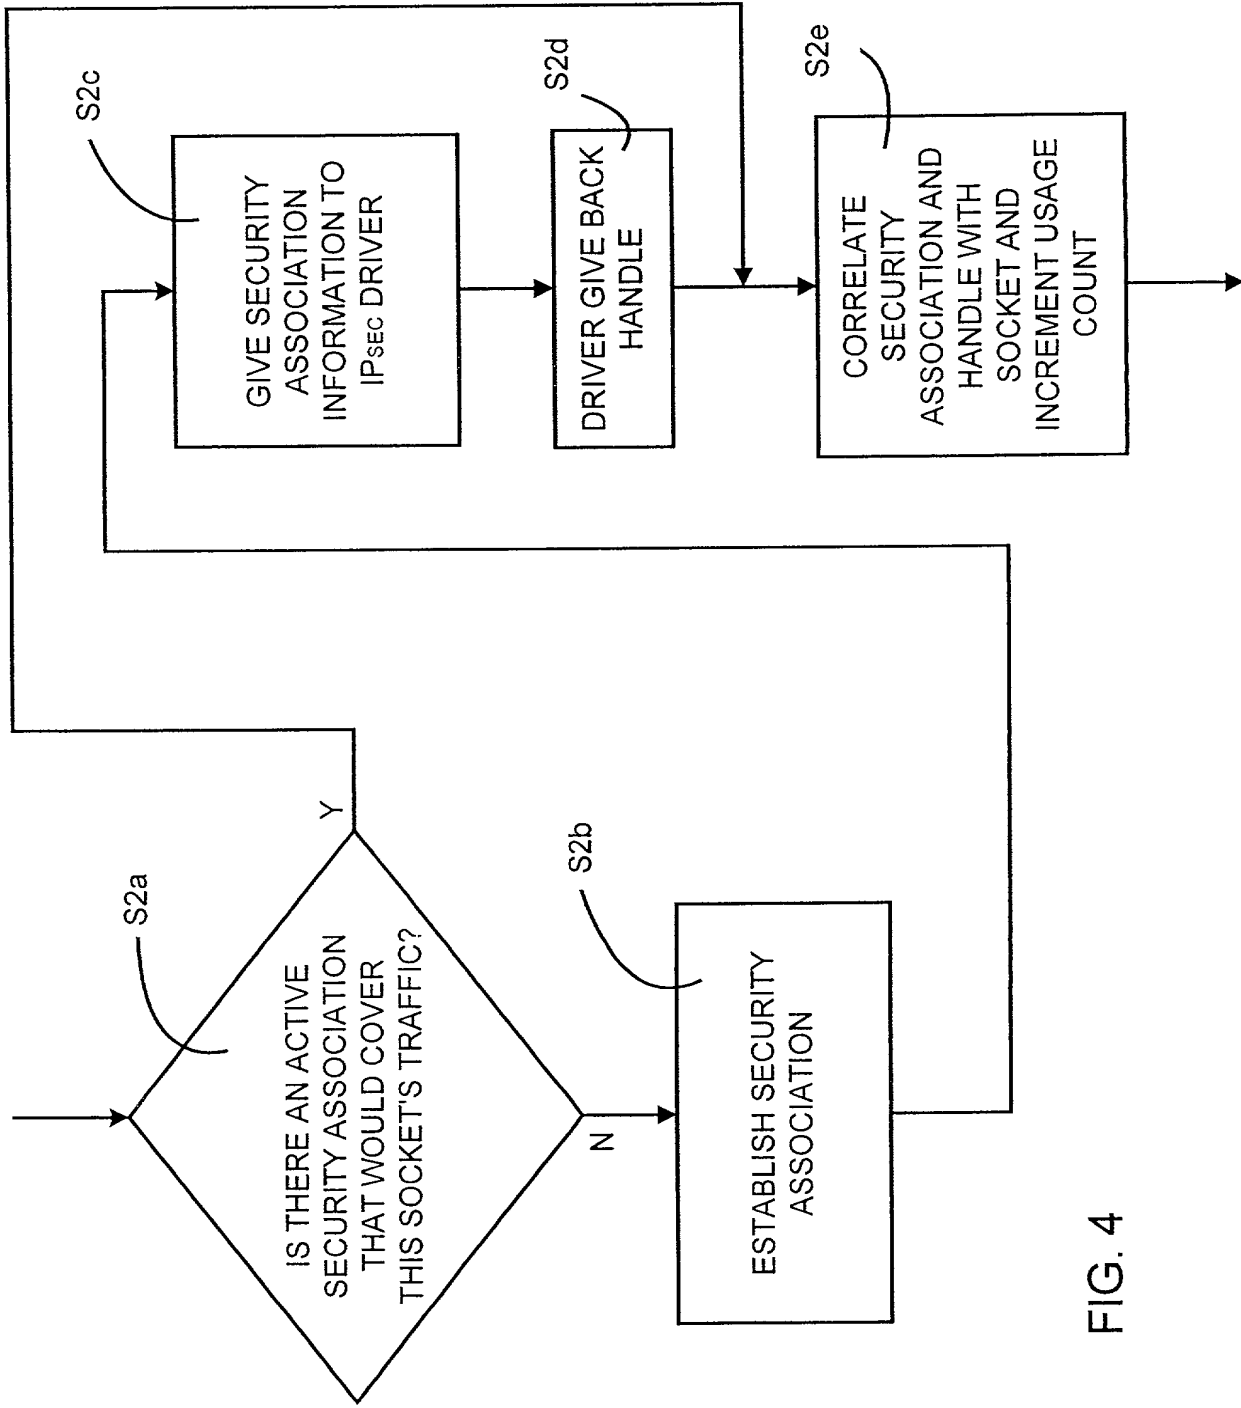 S2a
IS THERE AN ACTIVE
SECURITY ASSOCIATION
THAT WOULD COVER
THIS SOCKET'S TRAFFIC?
Y
N
S2b
ESTABLISH SECURITY
ASSOCIATION
S2c
GIVE SECURITY
ASSOCIATION
INFORMATION TO
IPSEC DRIVER
S2d
DRIVER GIVE BACK
HANDLE
S2e
CORRELATE
SECURITY
ASSOCIATION AND
HANDLE WITH
SOCKET AND
INCREMENT USAGE
COUNT
FIG. 4